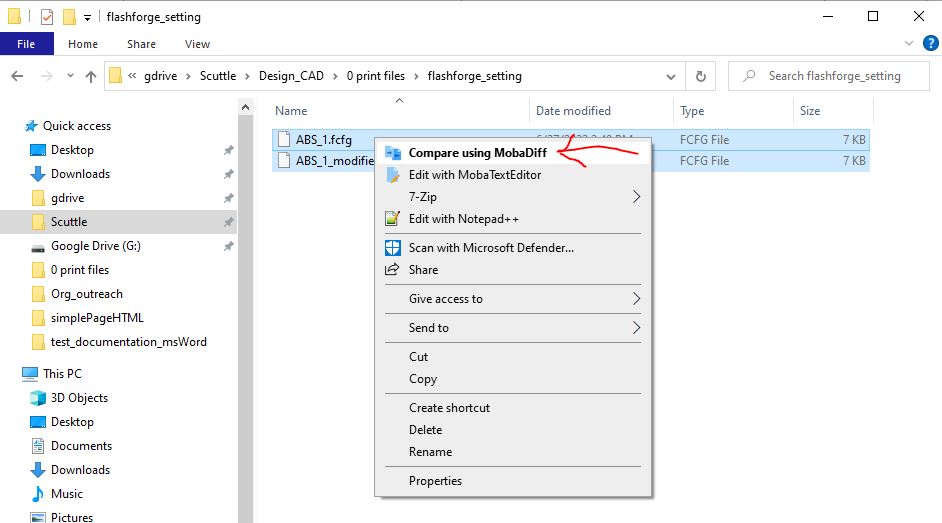 flashforge_setting
File Home Share View
« gdrive > Scuttle > Design_CAD > 0 print files > flashforge_setting
Search flashforge_setting
Name Date modified Type Size
Quick access
Desktop
Downloads
gdrive
Scuttle
Google Drive (G:)
0 print files
Org_outreach
simplePageHTML
test_documentation_msWord
This PC
3D Objects
Desktop
Documents
Downloads
Music
Pictures
ABS_1.fcfg FCFG File 7 KB
ABS_1_modifie FCFG File 7 KB
Compare using MobaDiff
Edit with MobaTextEditor
7-Zip
Edit with Notepad++
Scan with Microsoft Defender...
Share
Give access to
Send to
Cut
Copy
Create shortcut
Delete
Rename
Properties